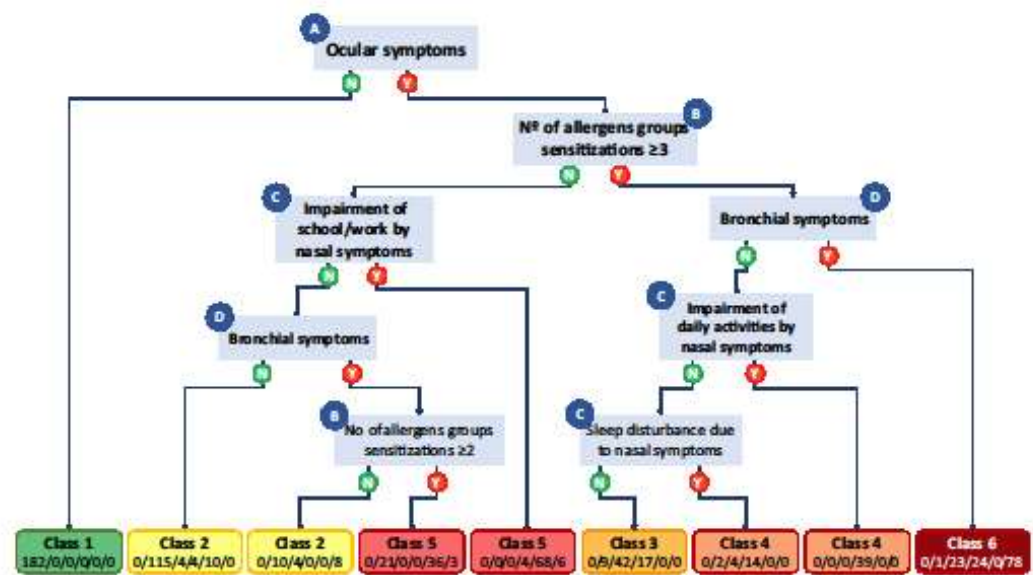 A
Ocular symptoms
N
Y
B
Nº of allergens groups
sensitizations ≥3
N
Y
C
Impairment of
school/work by
nasal symptoms
N
Y
D
Bronchial symptoms
N
Y
D
Bronchial symptoms
N
Y
C
Impairment of
daily activities by
nasal symptoms
N
Y
B
No of allergens groups
sensitizations ≥2
N
Y
C
Sleep disturbance due
to nasal symptoms
N
Y
Class 1
182/0/0/0/0/0
Class 2
0/115/4/4/10/0
Class 2
0/10/4/0/0/8
Class 5
0/21/0/0/36/3
Class 5
0/0/0/4/68/6
Class 3
0/9/42/17/0/0
Class 4
0/2/4/14/0/0
Class 4
0/0/0/39/0/0
Class 6
0/1/23/24/0/78